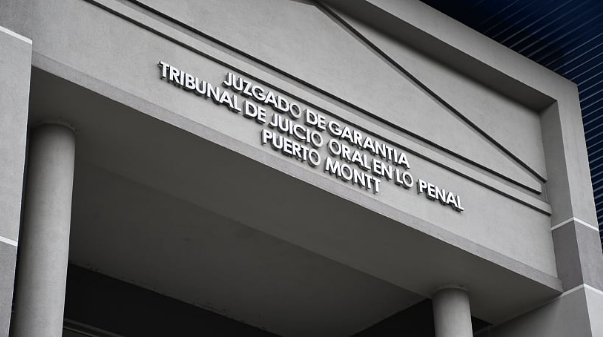 JUZGADO DE GARANTIA
TRIBUNAL DE JUICIO ORAL EN LO PENAL
PUERTO MONTT